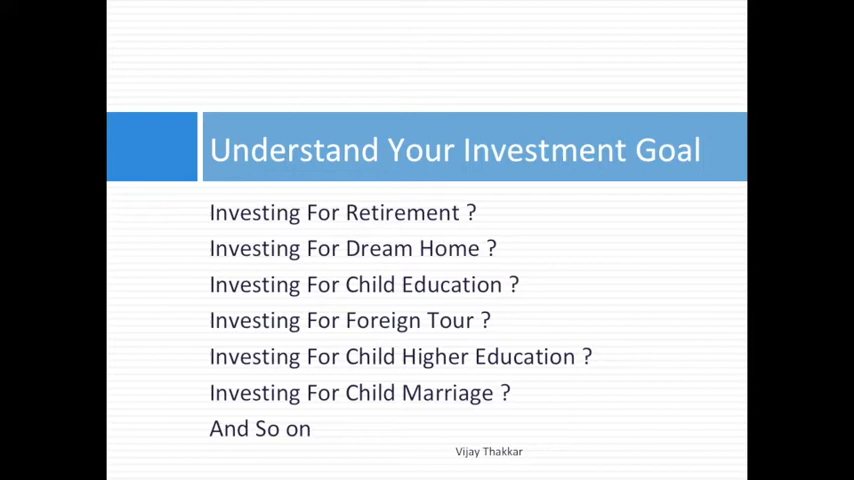 Understand Your Investment Goal
Investing For Retirement ?
Investing For Dream Home ?
Investing For Child Education ?
Investing For Foreign Tour ?
Investing For Child Higher Education ?
Investing For Child Marriage ?
And So on
Vijay Thakkar